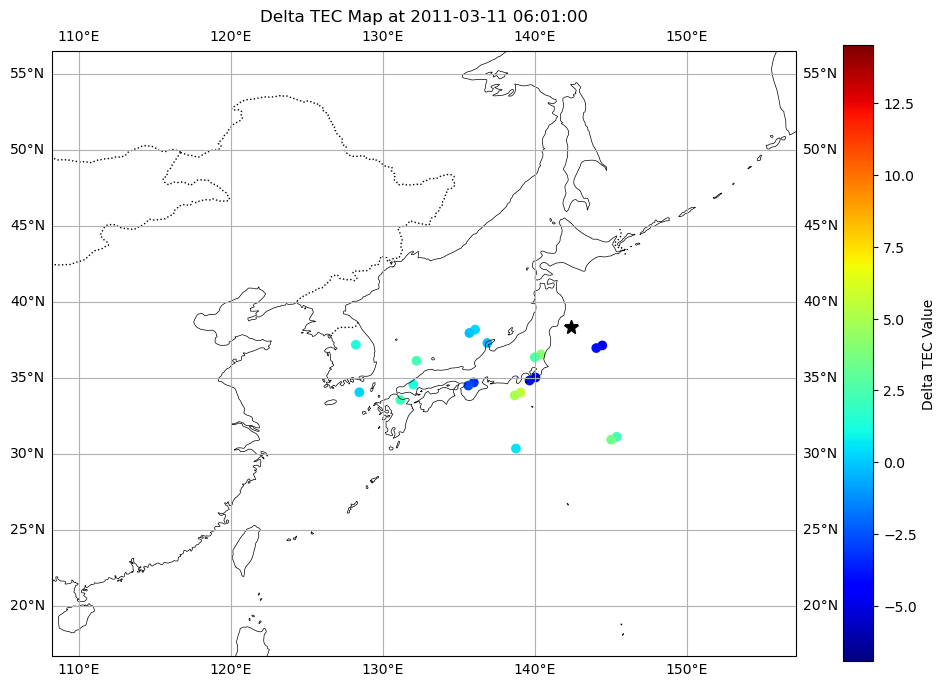 Delta TEC Map at 2011-03-11 06:01:00
110°E 120°E 130°E 140°E 150°E
55°N 55°N
12.5
50°N 50°N
10.0
45°N 45°N
7.5
40°N 40°N
5.0
35°N 35°N
2.5
30°N 30°N
0.0
25°N 25°N
−2.5
20°N 20°N
−5.0
110°E 120°E 130°E 140°E 150°E
Delta TEC Value